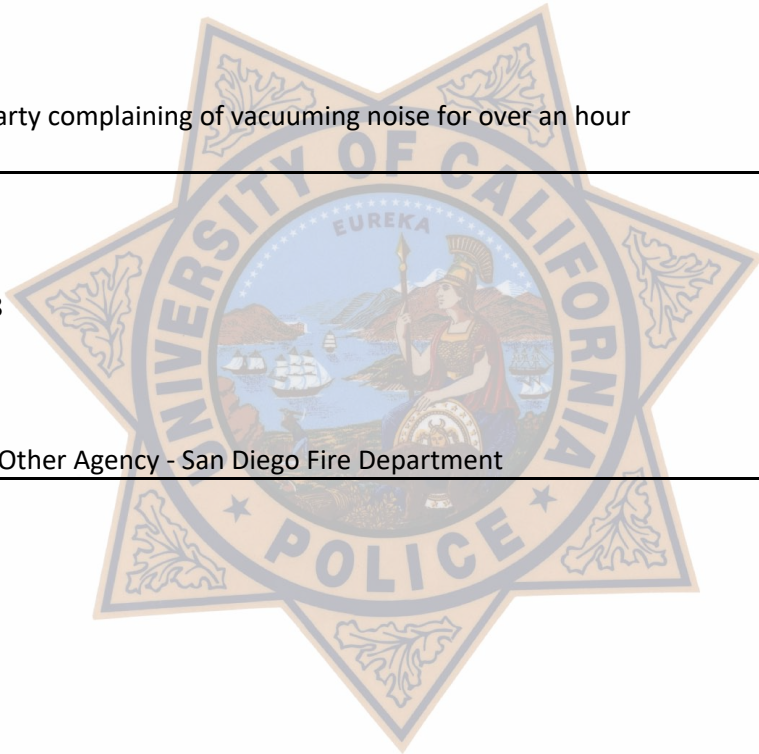 arty complaining of vacuuming noise for over an hour
UNIVERSITY OF CALIFORNIA
EUREKA
Other Agency - San Diego Fire Department
POLICE